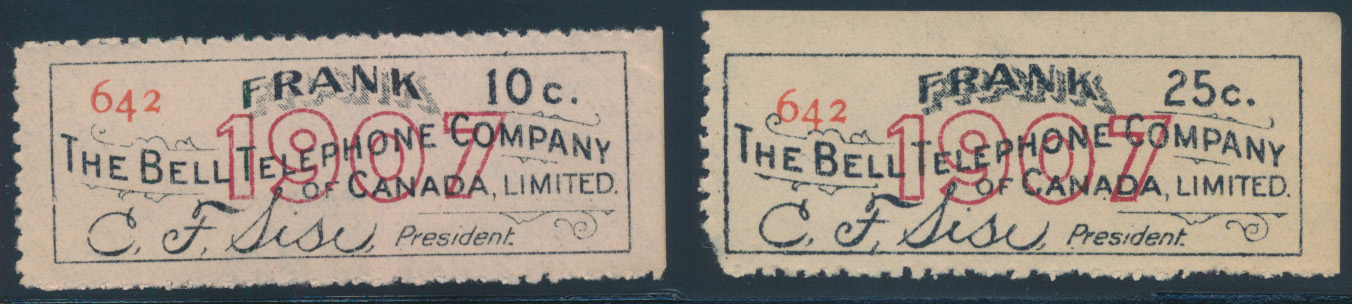 FRANK 10c.
642
1907
THE BELL TELEPHONE COMPANY
OF CANADA, LIMITED.
C. F. Sise, President.
FRANK 25c.
642
1907
THE BELL TELEPHONE COMPANY
OF CANADA, LIMITED.
C. F. Sise, President.